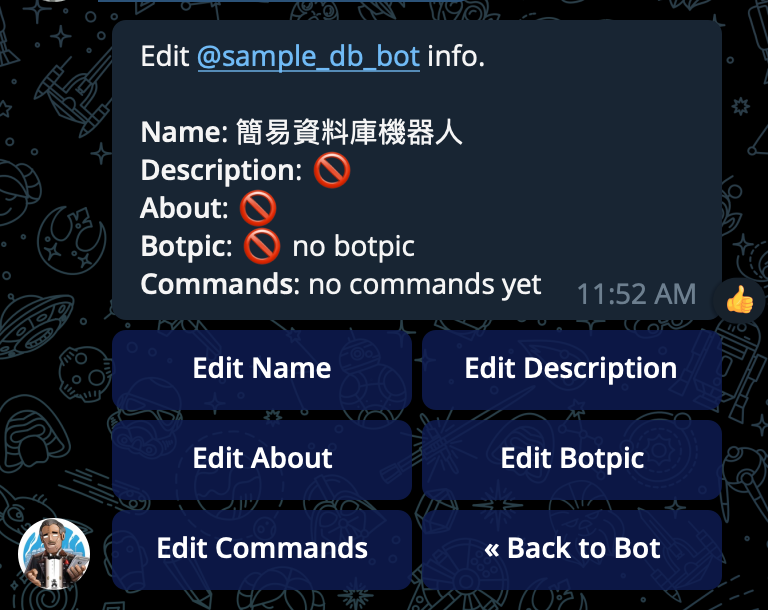 Edit @sample_db_bot info.
Name: 簡易資料庫機器人
Description: 🚫
About: 🚫
Botpic: 🚫 no botpic
Commands: no commands yet
11:52 AM
👍
Edit Name
Edit Description
Edit About
Edit Botpic
Edit Commands
« Back to Bot